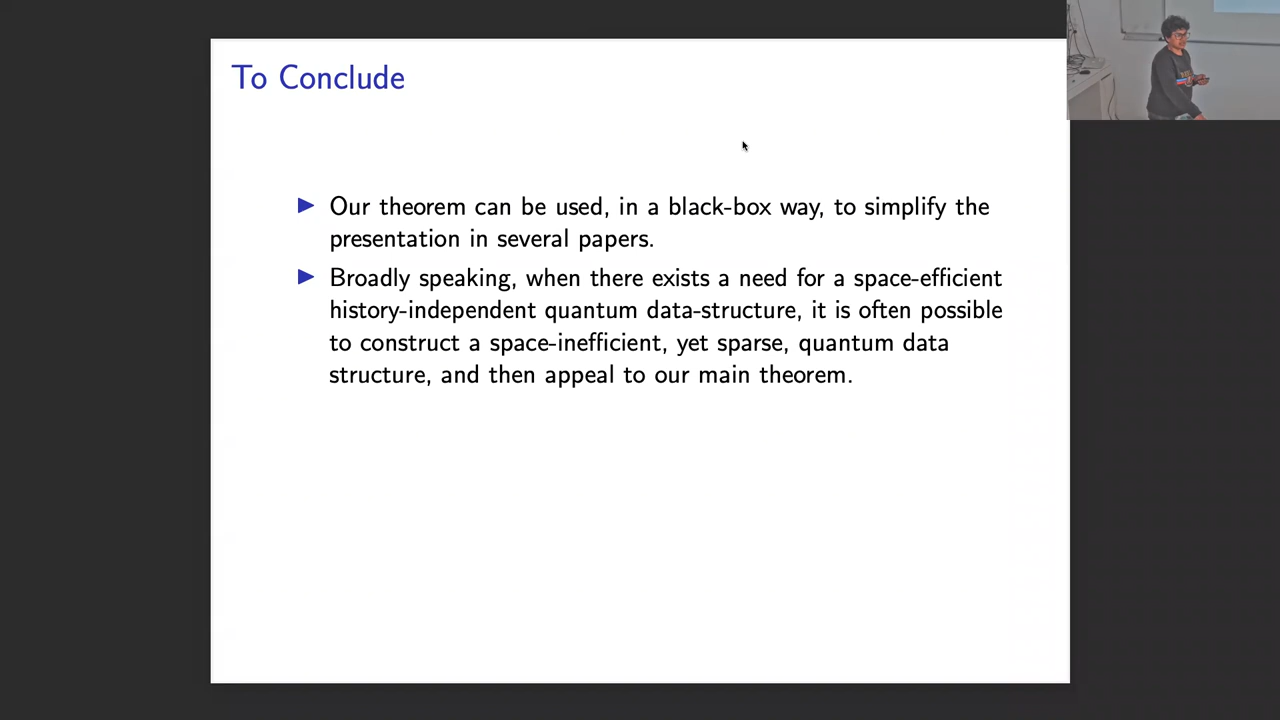 To Conclude
▶ Our theorem can be used, in a black-box way, to simplify the
presentation in several papers.
▶ Broadly speaking, when there exists a need for a space-efficient
history-independent quantum data-structure, it is often possible
to construct a space-inefficient, yet sparse, quantum data
structure, and then appeal to our main theorem.